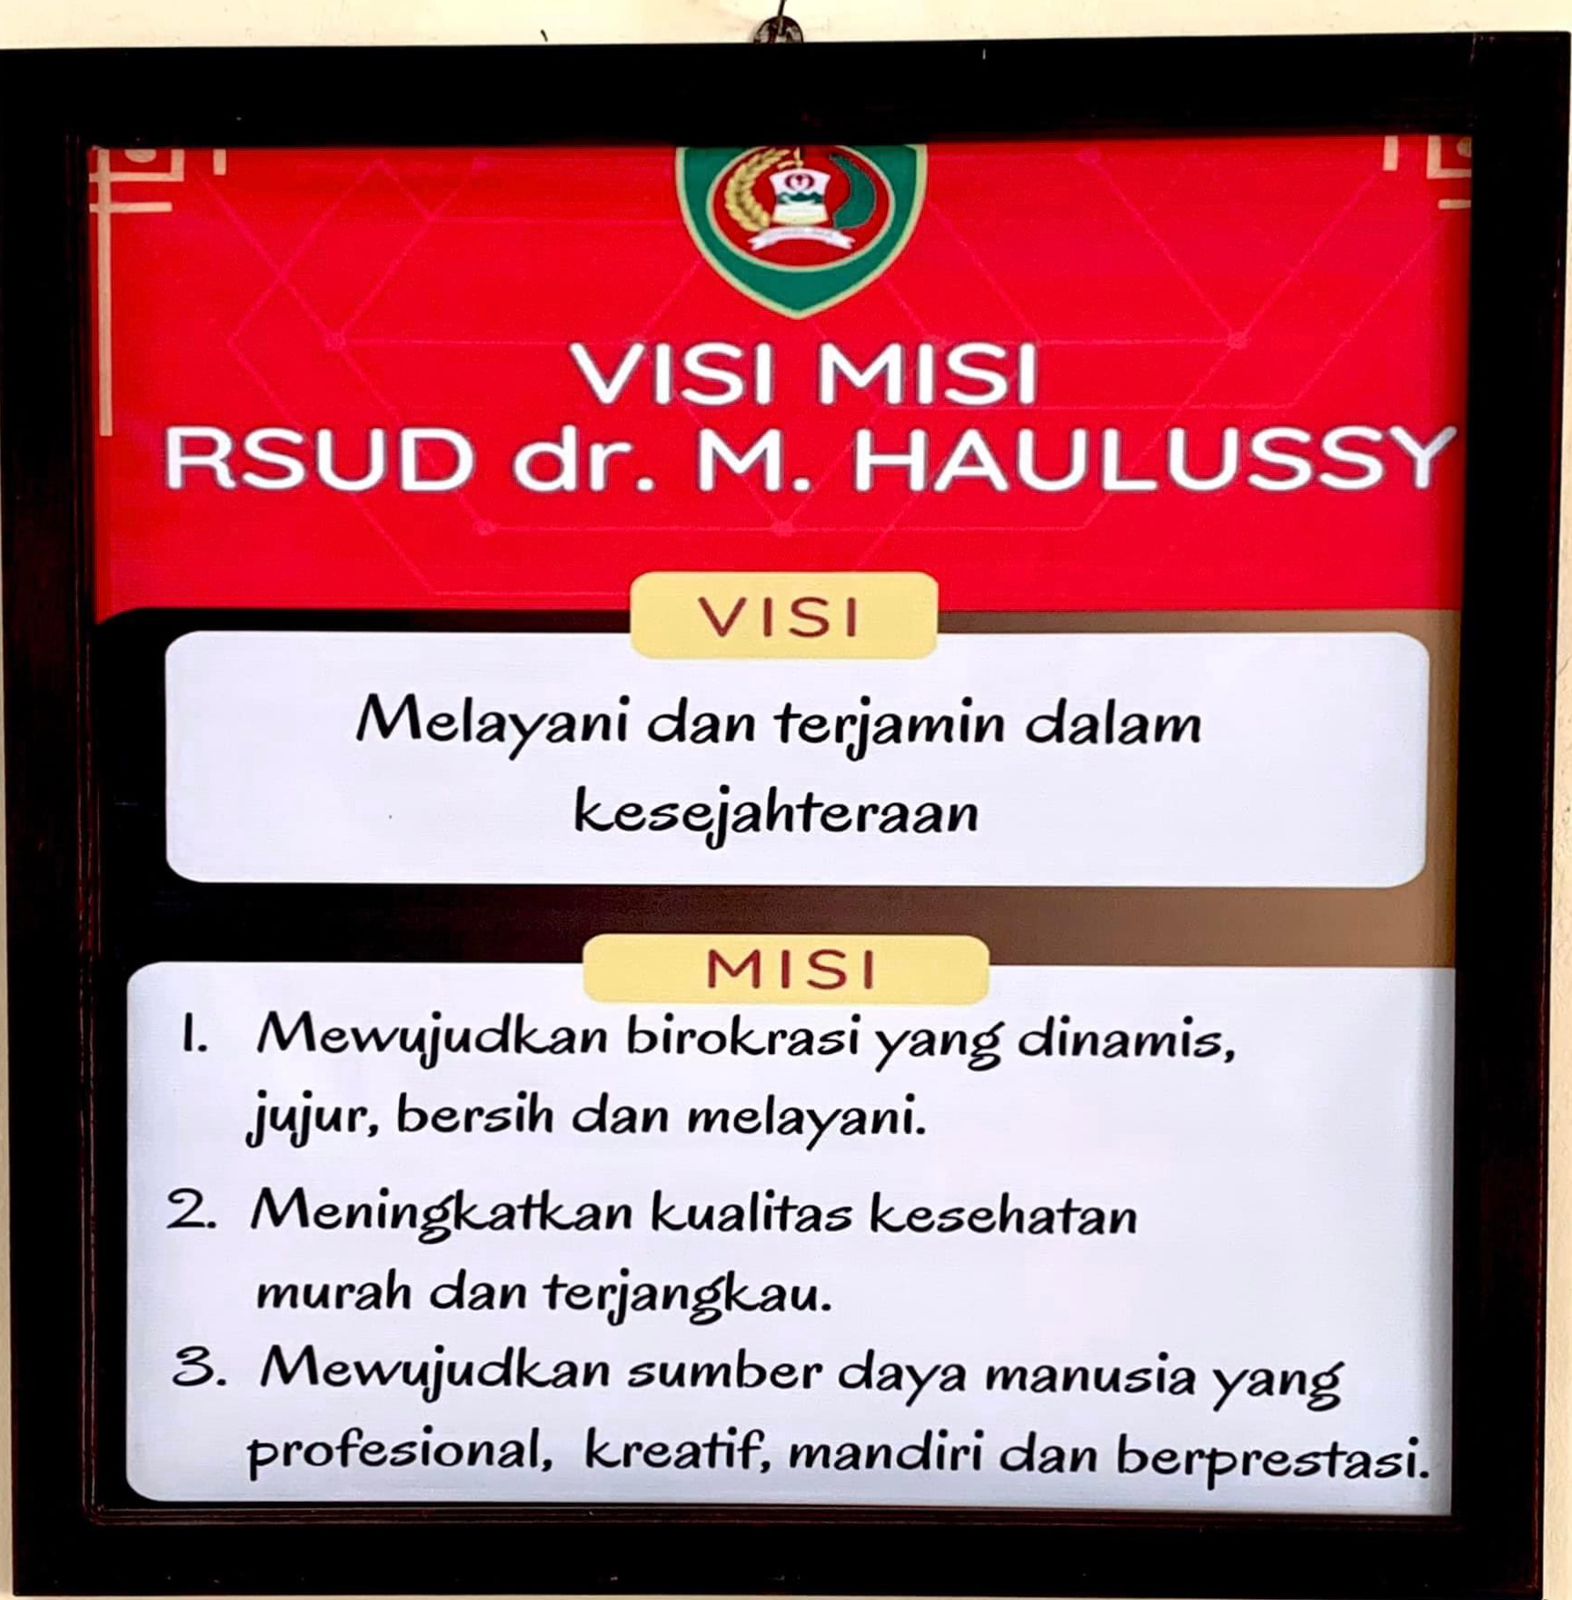 VISI MISI
RSUD dr. M. HAULUSSY
VISI
Melayani dan terjamin dalam
kesejahteraan
MISI
1. Mewujudkan birokrasi yang dinamis,
jujur, bersih dan melayani.
2. Meningkatkan kualitas kesehatan
murah dan terjangkau.
3. Mewujudkan sumber daya manusia yang
profesional, kreatif, mandiri dan berprestasi.